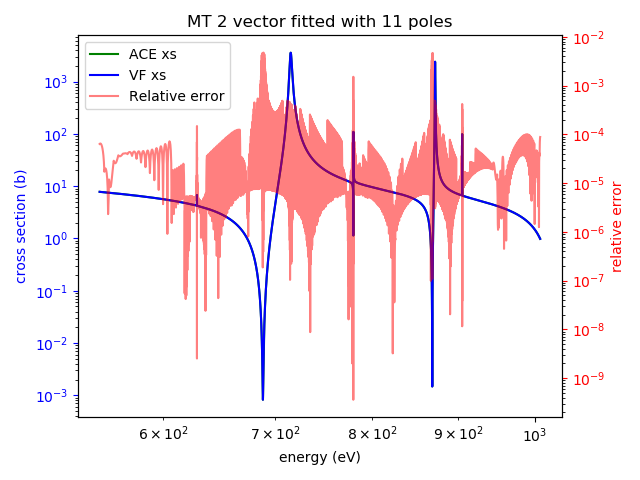 MT 2 vector fitted with 11 poles
ACE xs
VF xs
Relative error
cross section (b)
10³
10²
10¹
10⁰
10⁻¹
10⁻²
10⁻³
10⁻²
10⁻³
10⁻⁴
10⁻⁵
10⁻⁶
10⁻⁷
10⁻⁸
10⁻⁹
relative error
6 × 10² 7 × 10² 8 × 10² 9 × 10² 10³
energy (eV)